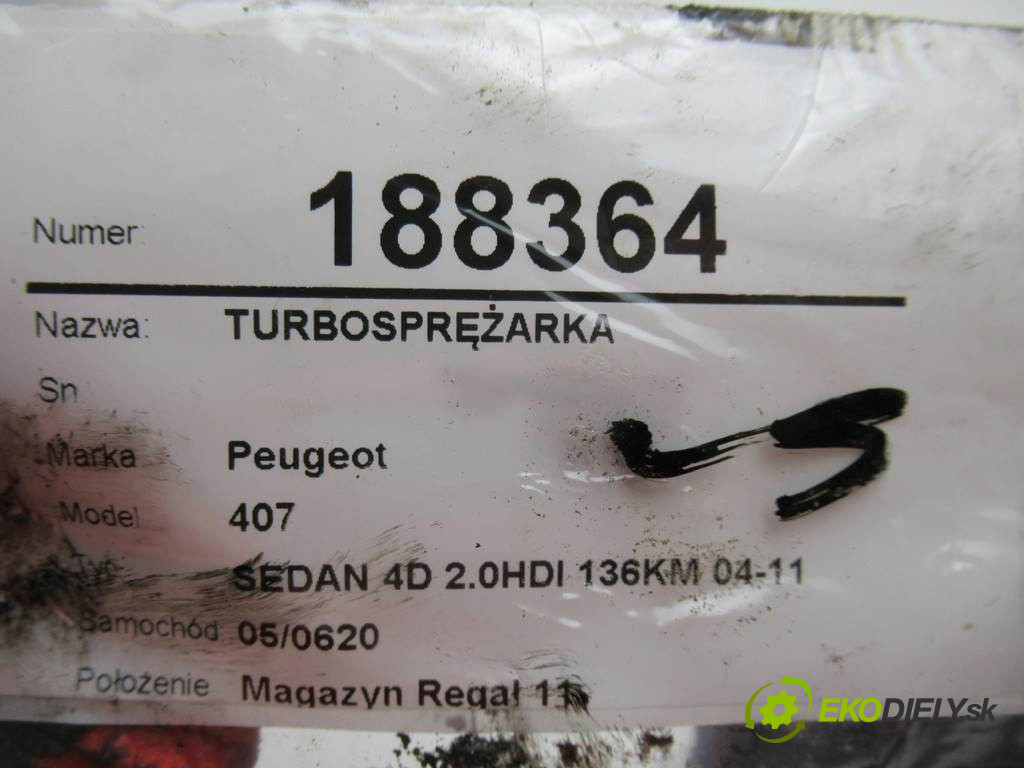 Numer: 188364
Nazwa: TURBOSPRĘŻARKA
Sn
Marka Peugeot
Model 407
Typ SEDAN 4D 2.0HDI 136KM 04-11
Samochód 05/0620
Położenie Magazyn Regał 11
EKODIELY.sk